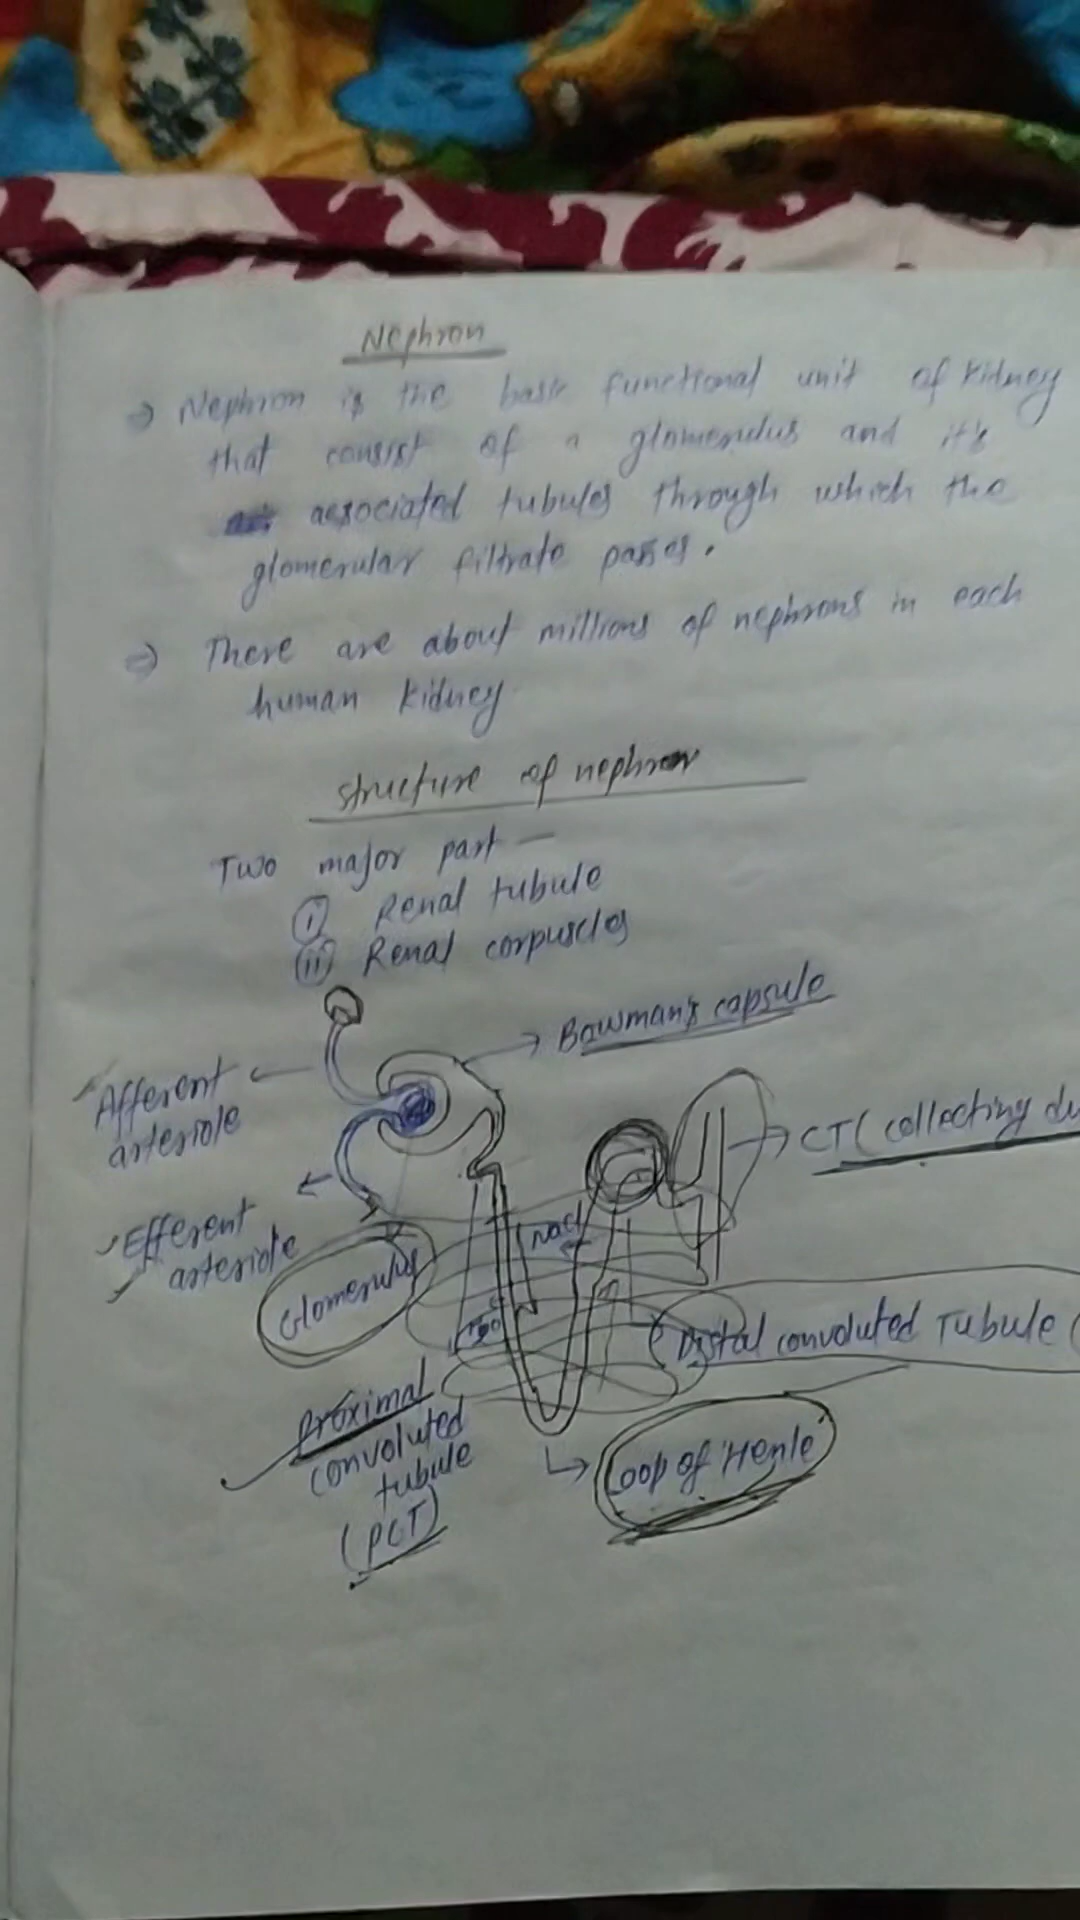 Nephron
⇒ Nephron is the basic functional unit of kidney
that consist of a glomerulus and it's
associated tubules through which the
glomerular filtrate passes.
⇒ There are about millions of nephrons in each
human kidney
structure of nephron
Two major part —
(i) Renal tubule
(ii) Renal corpuscles
→ Bowman's capsule
Afferent
arteriole
→ CT (collecting du
Efferent
arteriole
NaCl
Glomerulus
Distal convoluted Tubule (
Proximal
convoluted
tubule
(PCT)
Loop of Henle